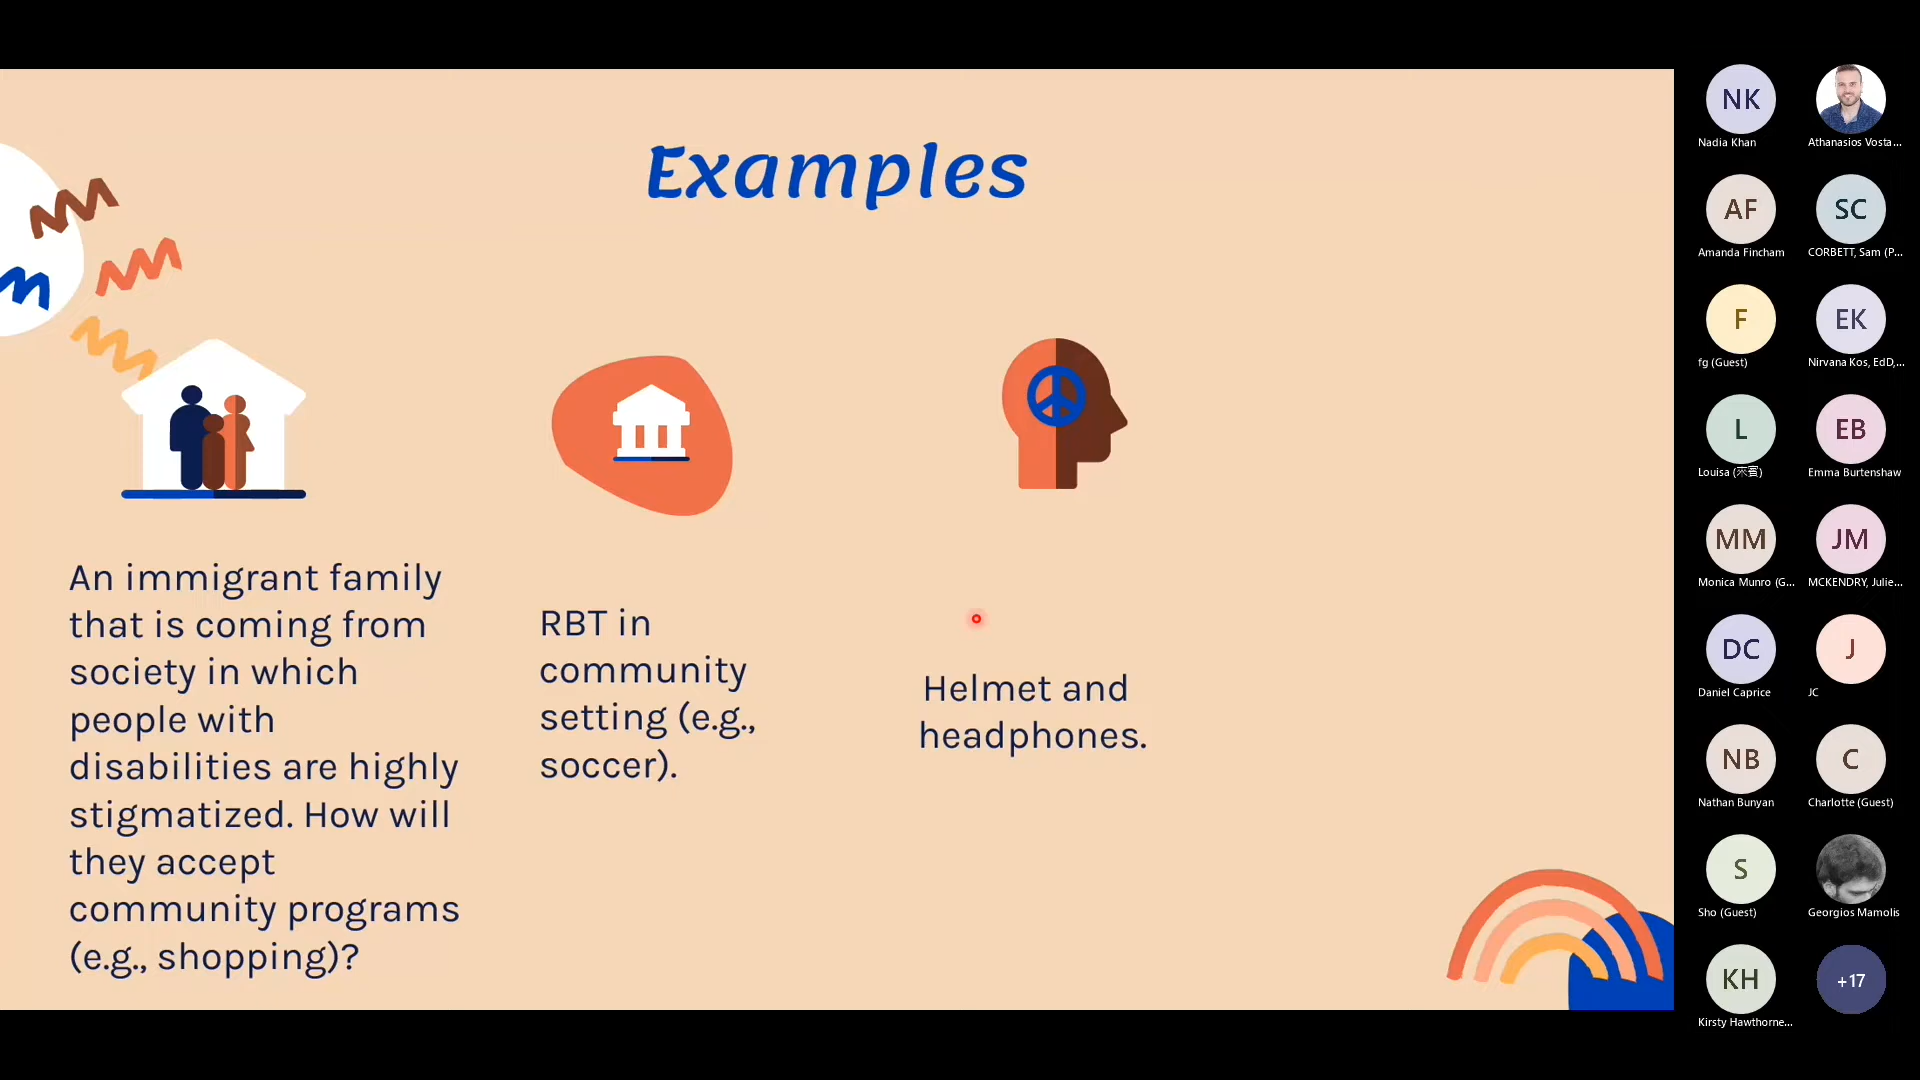 Examples
An immigrant family
that is coming from
society in which
people with
disabilities are highly
stigmatized. How will
they accept
community programs
(e.g., shopping)?
RBT in
community
setting (e.g.,
soccer).
Helmet and
headphones.
NK
Nadia Khan
Athanasios Vosta...
AF
Amanda Fincham
SC
CORBETT, Sam (P...
F
fg (Guest)
EK
Nirvana Kos, EdD,...
L
Louisa (来賓)
EB
Emma Burtenshaw
MM
Monica Munro (G...
JM
MCKENDRY, Julie...
DC
Daniel Caprice
J
JC
NB
Nathan Bunyan
C
Charlotte (Guest)
S
Sho (Guest)
Georgios Mamolis
KH
Kirsty Hawthorne...
+17